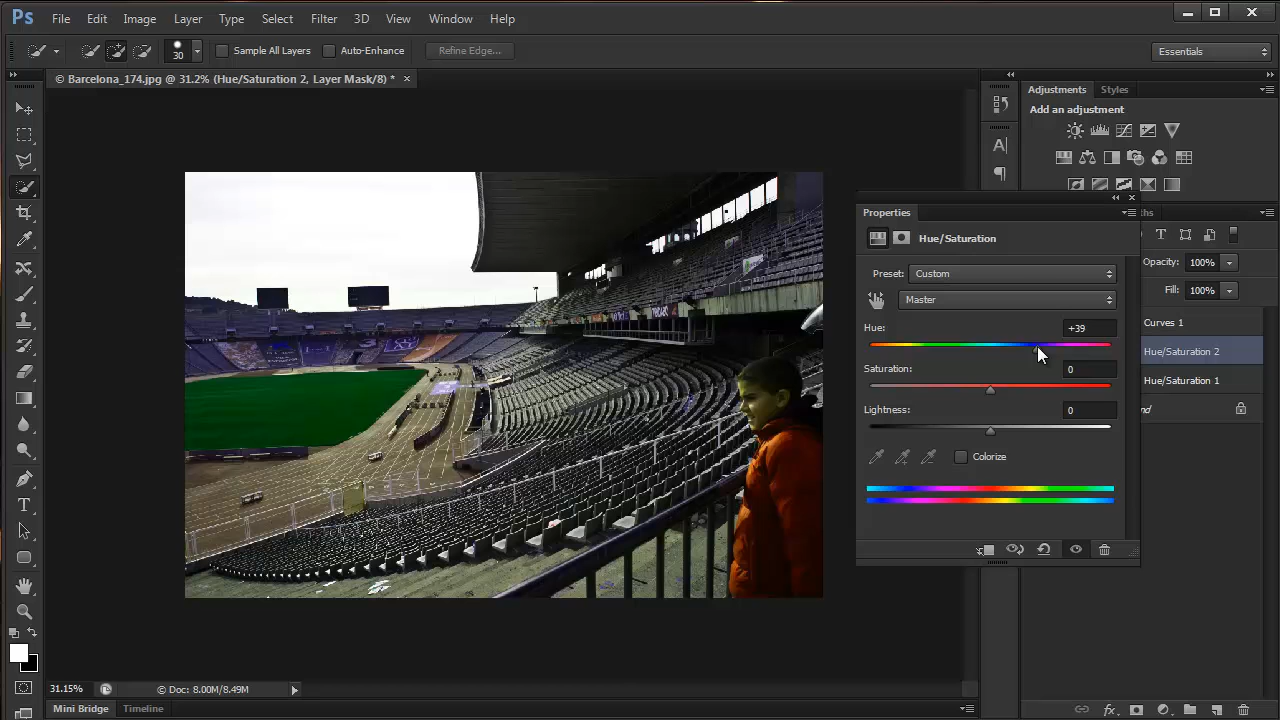 Ps File Edit Image Layer Type Select Filter 3D View Window Help
30 Sample All Layers Auto-Enhance Refine Edge... Essentials
© Barcelona_174.jpg @ 31.2% (Hue/Saturation 2, Layer Mask/8) * ×
Adjustments Styles
Add an adjustment
Properties
Hue/Saturation
Preset: Custom
Master
Hue: +39
Saturation: 0
Lightness: 0
Colorize
ths
Opacity: 100%
Fill: 100%
Curves 1
Hue/Saturation 2
Hue/Saturation 1
nd
31.15% © Doc: 8.00M/8.49M
Mini Bridge Timeline
fx